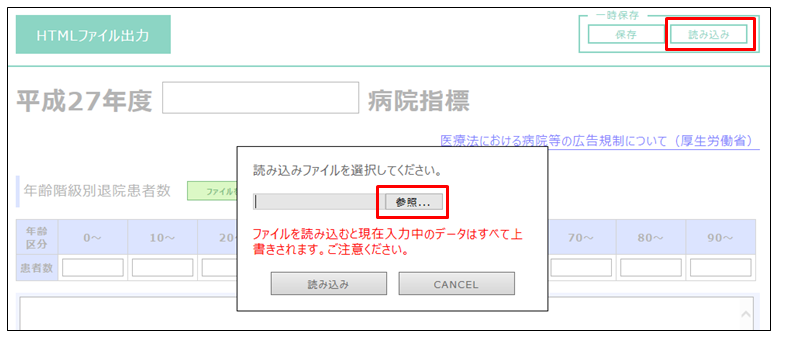 HTMLファイル出力
一時保存
保存
読み込み
平成27年度
病院指標
医療法における病院等の広告規制について（厚生労働省）
読み込みファイルを選択してください。
年齢階級別退院患者数
参照...
ファイルを読み込むと現在入力中のデータはすべて上
書きされます。ご注意ください。
年齢
区分
0～
10～
70～
80～
90～
患者数
読み込み
CANCEL